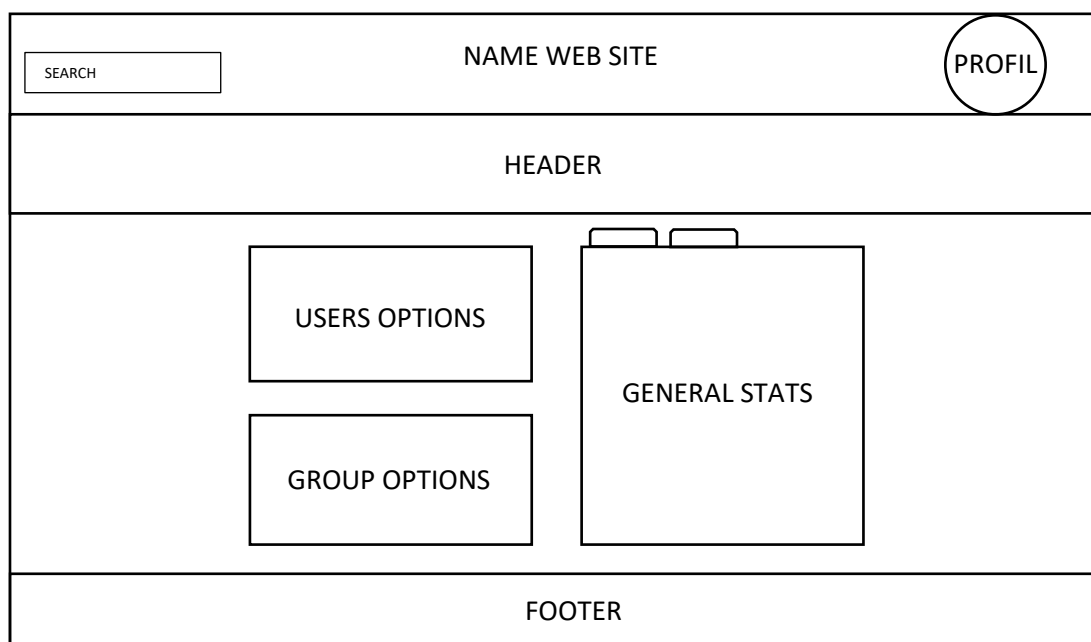 SEARCH
NAME WEB SITE
PROFIL
HEADER
USERS OPTIONS
GENERAL STATS
GROUP OPTIONS
FOOTER